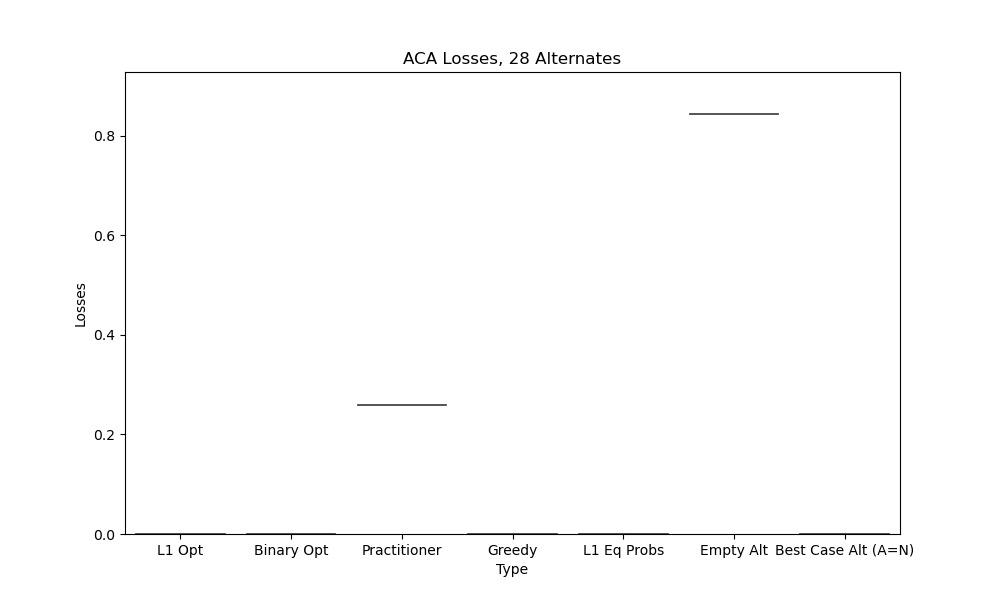 ACA Losses, 28 Alternates
0.8
0.6
0.4
0.2
0.0
Losses
L1 Opt Binary Opt Practitioner Greedy L1 Eq Probs Empty Alt Best Case Alt (A=N)
Type